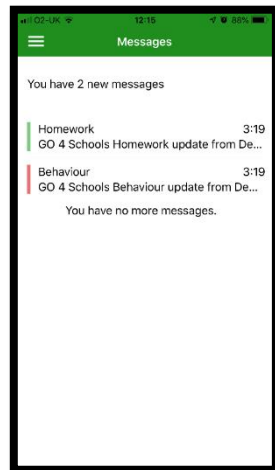 O2-UK 12:15 88%
Messages
You have 2 new messages
Homework 3:19
GO 4 Schools Homework update from De...
Behaviour 3:19
GO 4 Schools Behaviour update from De...
You have no more messages.